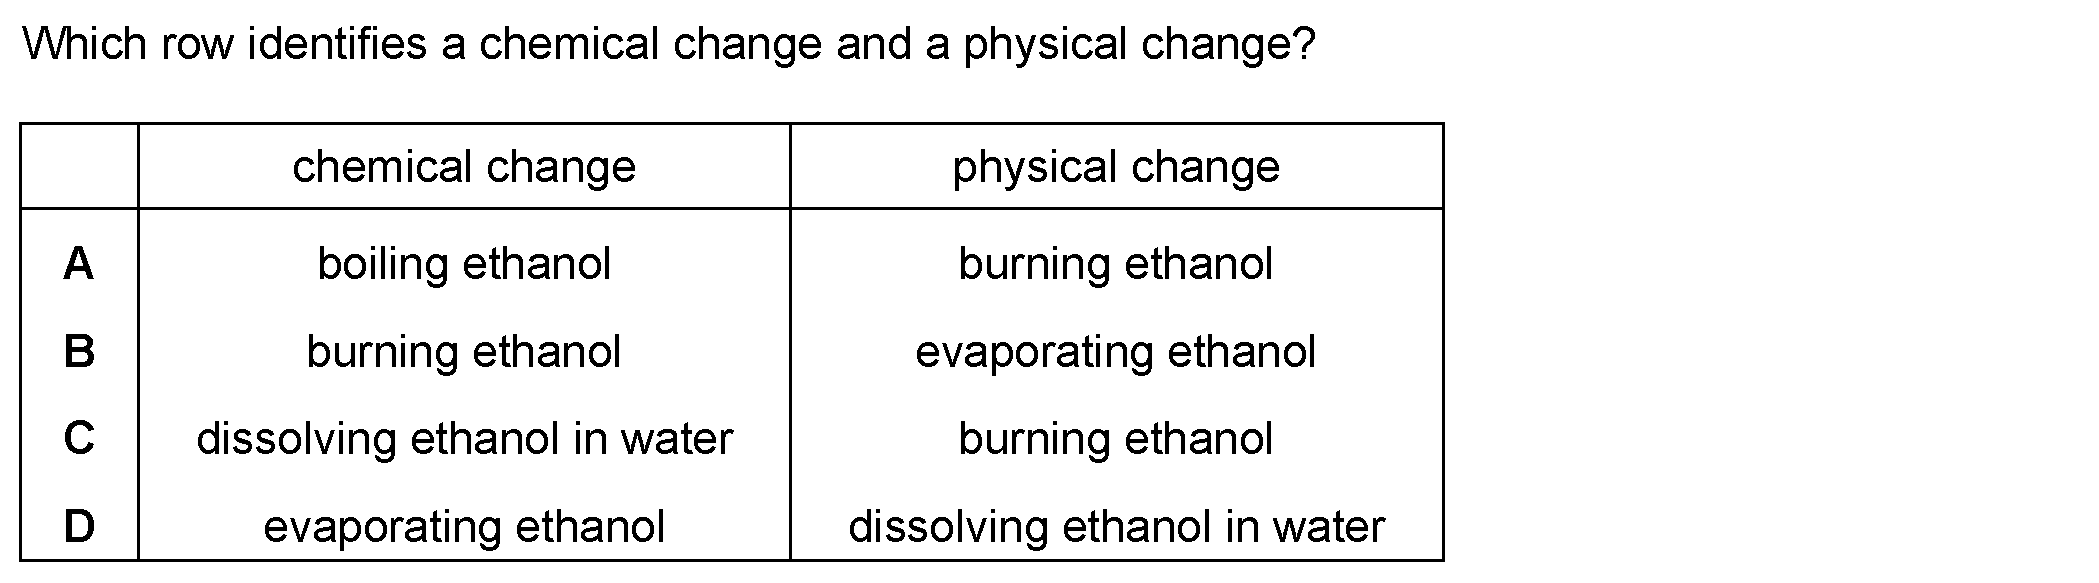 Which row identifies a chemical change and a physical change?
chemical change physical change
A boiling ethanol burning ethanol
B burning ethanol evaporating ethanol
C dissolving ethanol in water burning ethanol
D evaporating ethanol dissolving ethanol in water